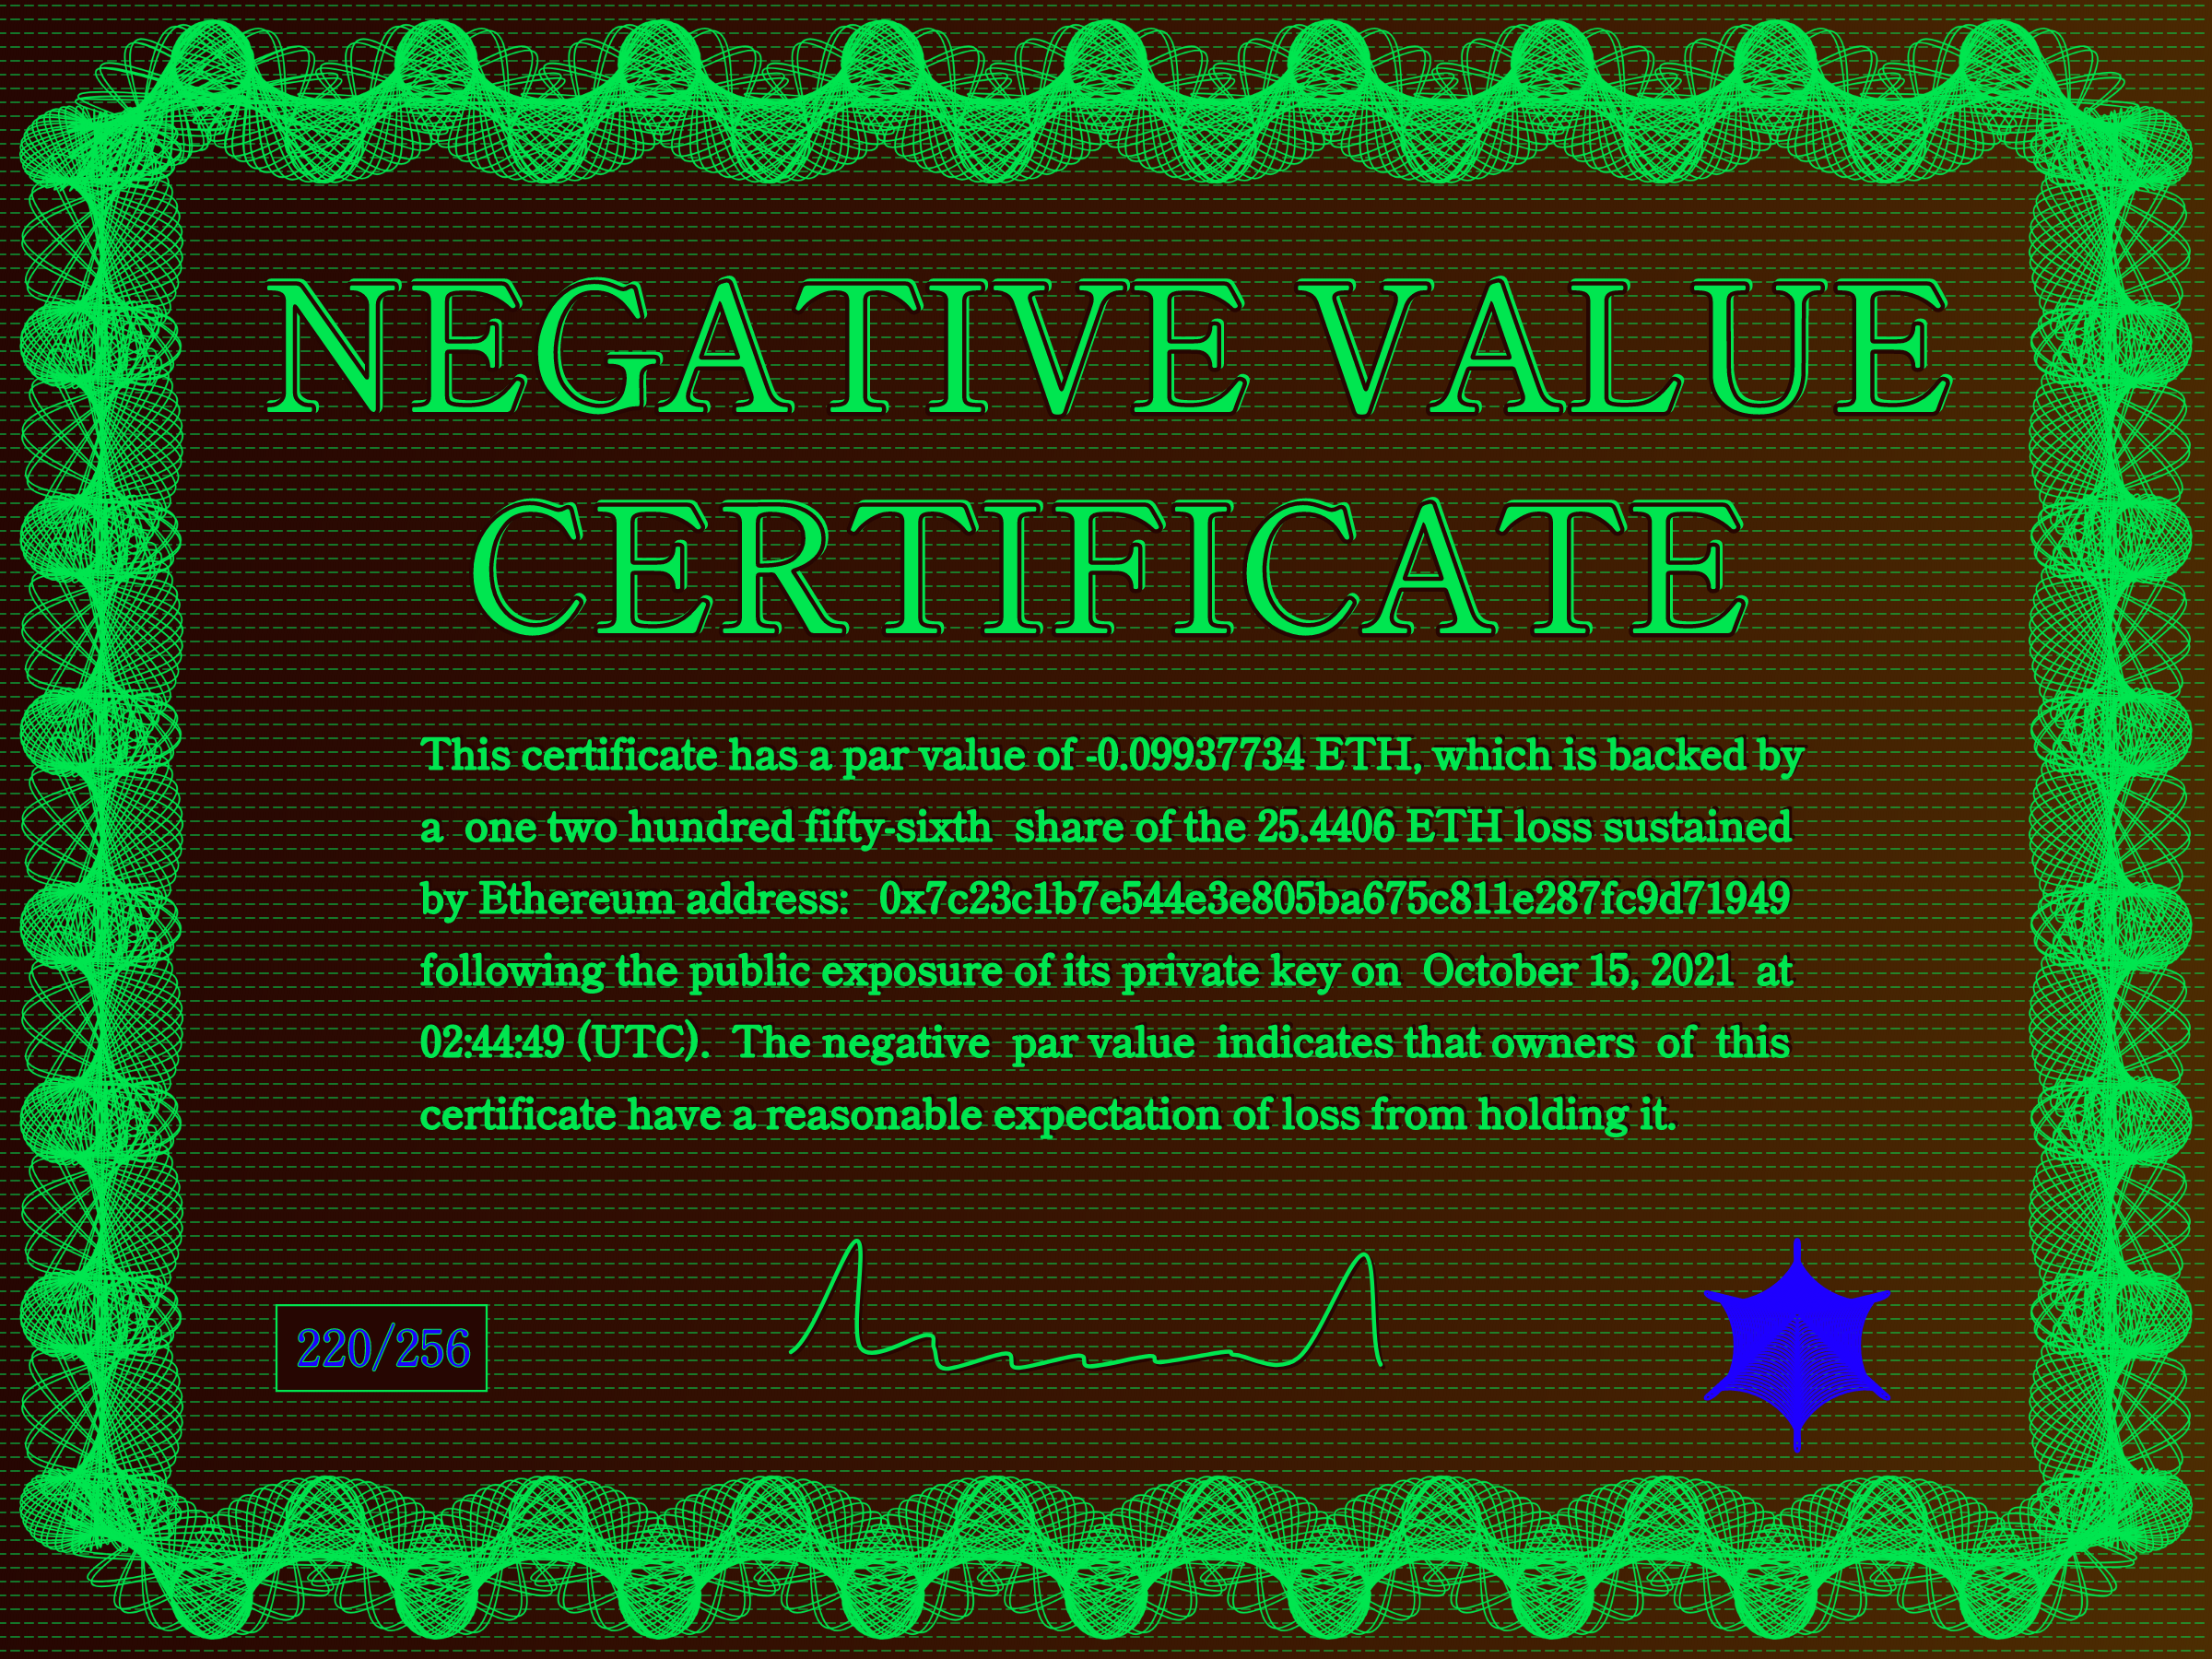 NEGATIVE VALUE
CERTIFICATE
This certificate has a par value of -0.09937734 ETH, which is backed by
a one two hundred fifty-sixth share of the 25.4406 ETH loss sustained
by Ethereum address: 0x7c23c1b7e544e3e805ba675c811e287fc9d71949
following the public exposure of its private key on October 15, 2021 at
02:44:49 (UTC). The negative par value indicates that owners of this
certificate have a reasonable expectation of loss from holding it.
220/256